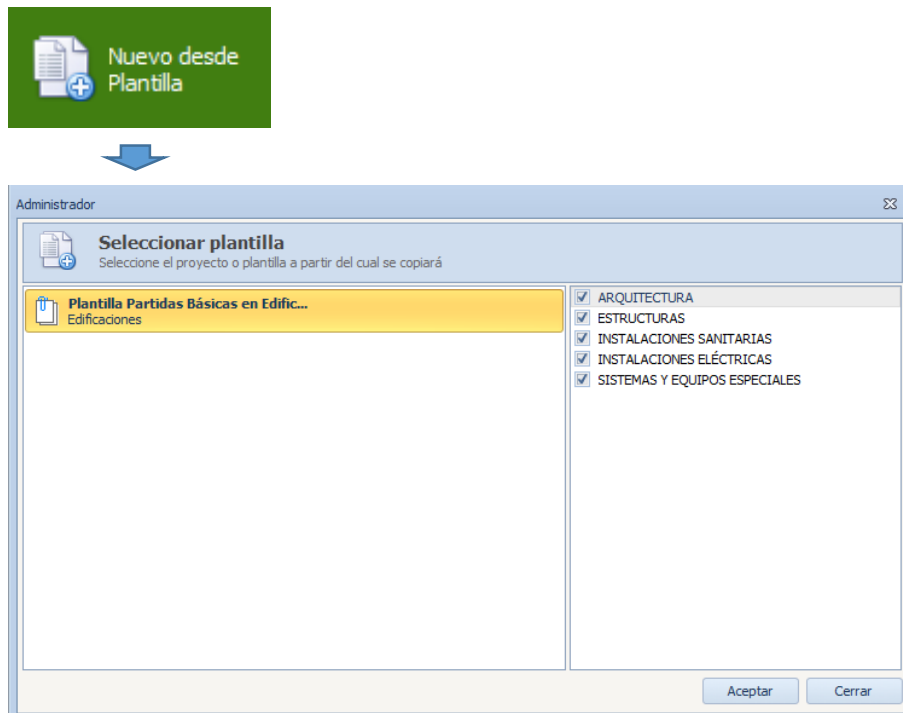 Nuevo desde
Plantilla
Administrador
Seleccionar plantilla
Seleccione el proyecto o plantilla a partir del cual se copiará
Plantilla Partidas Básicas en Edific...
Edificaciones
ARQUITECTURA
ESTRUCTURAS
INSTALACIONES SANITARIAS
INSTALACIONES ELÉCTRICAS
SISTEMAS Y EQUIPOS ESPECIALES
Aceptar
Cerrar